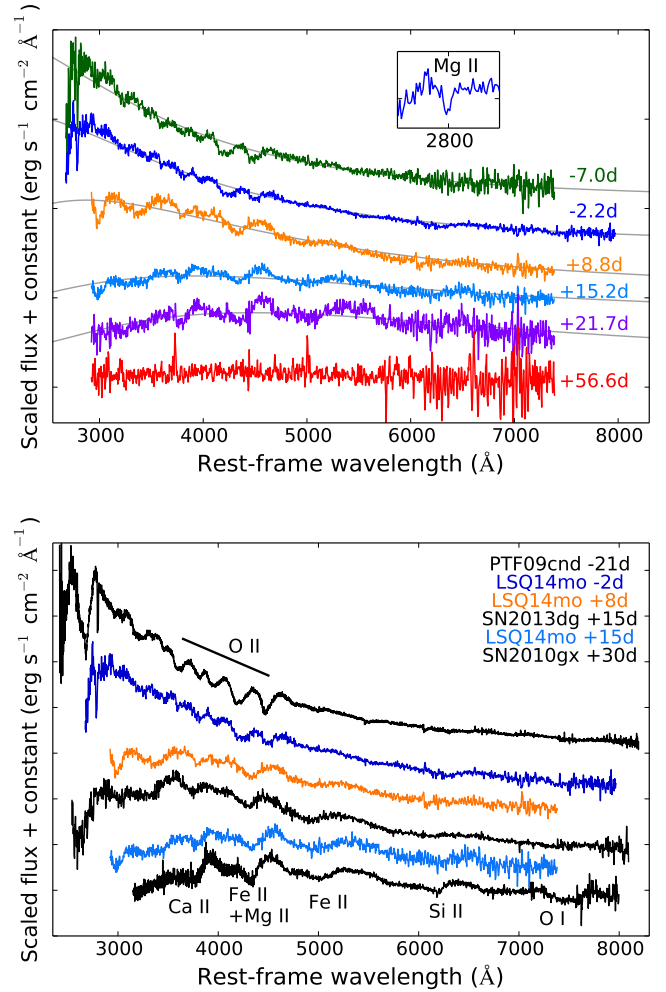 Scaled flux + constant (erg s⁻¹ cm⁻² Å⁻¹)
Mg II
2800
-7.0d
-2.2d
+8.8d
+15.2d
+21.7d
+56.6d
3000 4000 5000 6000 7000 8000
Rest-frame wavelength (Å)
Scaled flux + constant (erg s⁻¹ cm⁻² Å⁻¹)
PTF09cnd -21d
LSQ14mo -2d
LSQ14mo +8d
SN2013dg +15d
LSQ14mo +15d
SN2010gx +30d
O II
Ca II
Fe II
+Mg II
Fe II
Si II
O I
3000 4000 5000 6000 7000 8000
Rest-frame wavelength (Å)